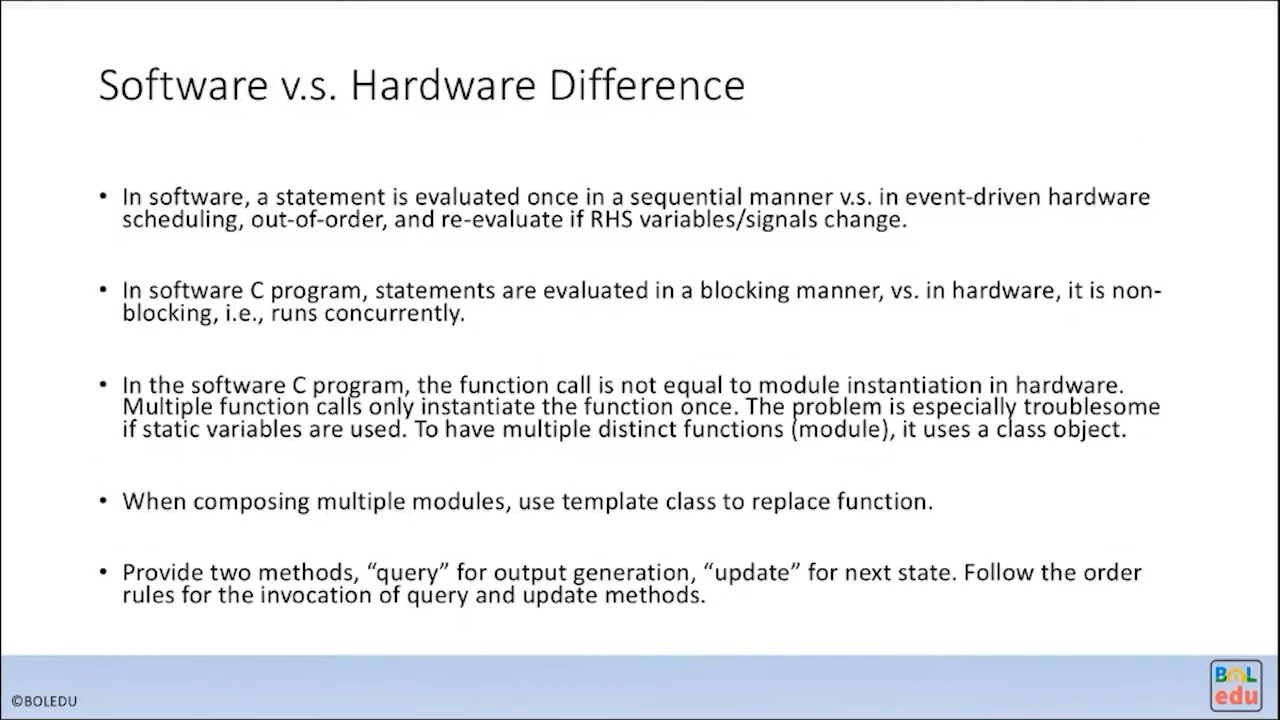 Software v.s. Hardware Difference
• In software, a statement is evaluated once in a sequential manner v.s. in event-driven hardware
scheduling, out-of-order, and re-evaluate if RHS variables/signals change.
• In software C program, statements are evaluated in a blocking manner, vs. in hardware, it is non-
blocking, i.e., runs concurrently.
• In the software C program, the function call is not equal to module instantiation in hardware.
Multiple function calls only instantiate the function once. The problem is especially troublesome
if static variables are used. To have multiple distinct functions (module), it uses a class object.
• When composing multiple modules, use template class to replace function.
• Provide two methods, “query” for output generation, “update” for next state. Follow the order
rules for the invocation of query and update methods.
©BOLEDU
BOL
edu